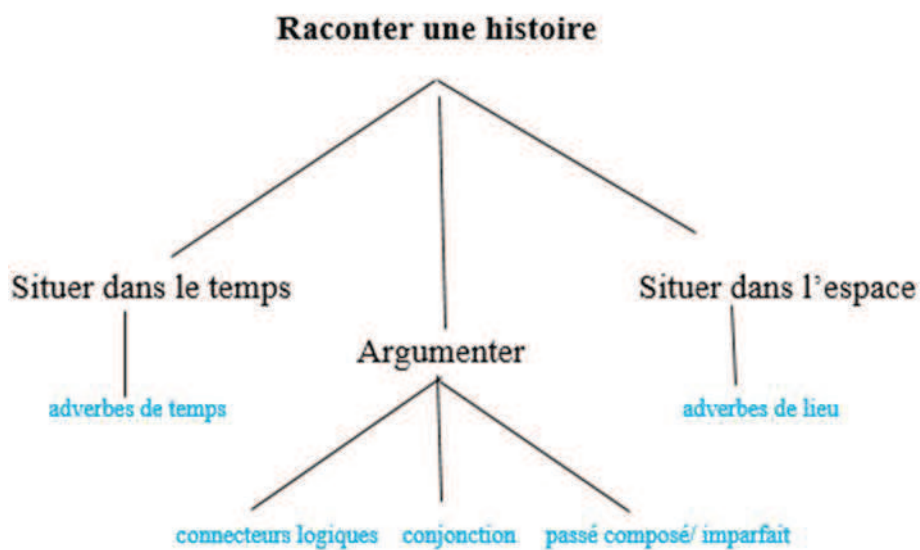 Raconter une histoire
Situer dans le temps
Situer dans l'espace
Argumenter
adverbes de temps
adverbes de lieu
connecteurs logiques
conjonction
passé composé/ imparfait